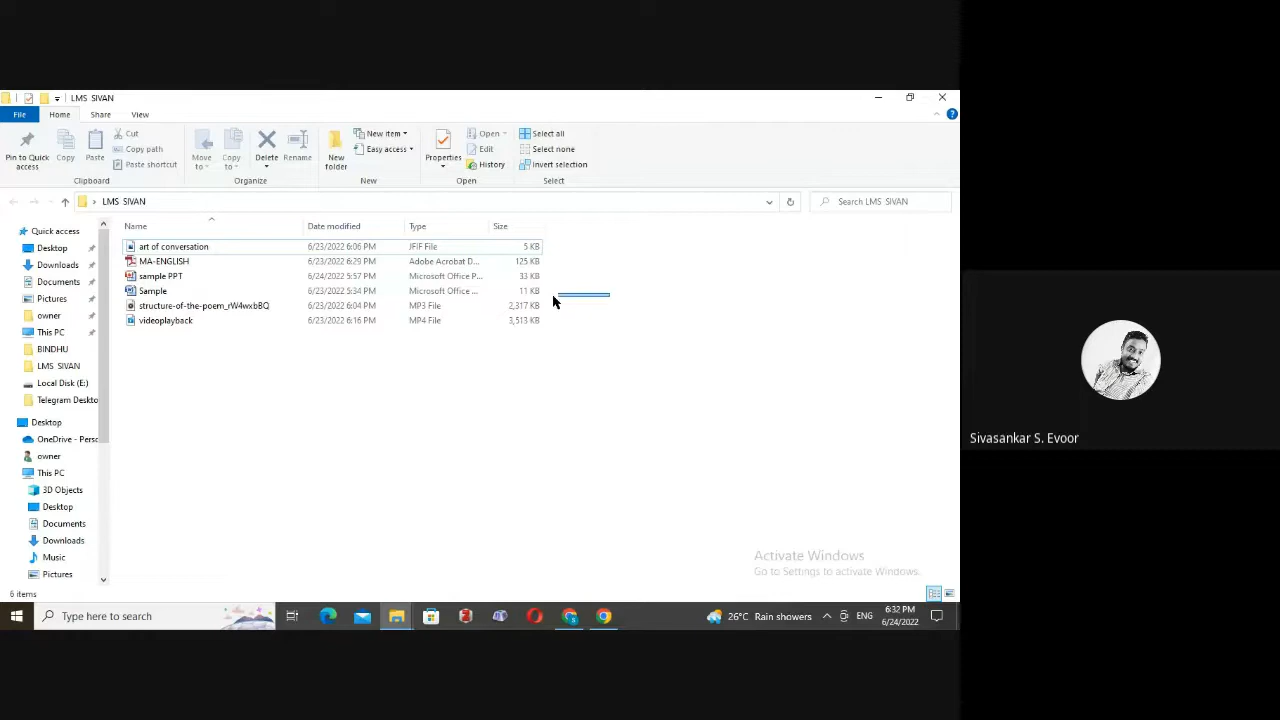 LMS SIVAN
File Home Share View
Pin to Quick access
Copy
Paste
Cut
Copy path
Paste shortcut
Clipboard
Move to
Copy to
Delete
Rename
Organize
New folder
New item
Easy access
New
Properties
Open
Edit
History
Open
Select all
Select none
Invert selection
Select
LMS SIVAN
Search LMS SIVAN
Quick access
Desktop
Downloads
Documents
Pictures
owner
This PC
BINDHU
LMS SIVAN
Local Disk (E:)
Telegram Deskto
Desktop
OneDrive - Perso
owner
This PC
3D Objects
Desktop
Documents
Downloads
Music
Pictures
Name Date modified Type Size
art of conversation 6/23/2022 6:06 PM JFIF File 5 KB
MA-ENGLISH 6/23/2022 6:29 PM Adobe Acrobat D... 125 KB
sample PPT 6/24/2022 5:57 PM Microsoft Office P... 33 KB
Sample 6/23/2022 5:34 PM Microsoft Office ... 11 KB
structure-of-the-poem_rW4wxbBQ 6/23/2022 6:04 PM MP3 File 2,317 KB
videoplayback 6/23/2022 6:16 PM MP4 File 3,513 KB
Activate Windows
Go to Settings to activate Windows.
6 items
Type here to search
26°C Rain showers
ENG
6:32 PM
6/24/2022
Sivasankar S. Evoor